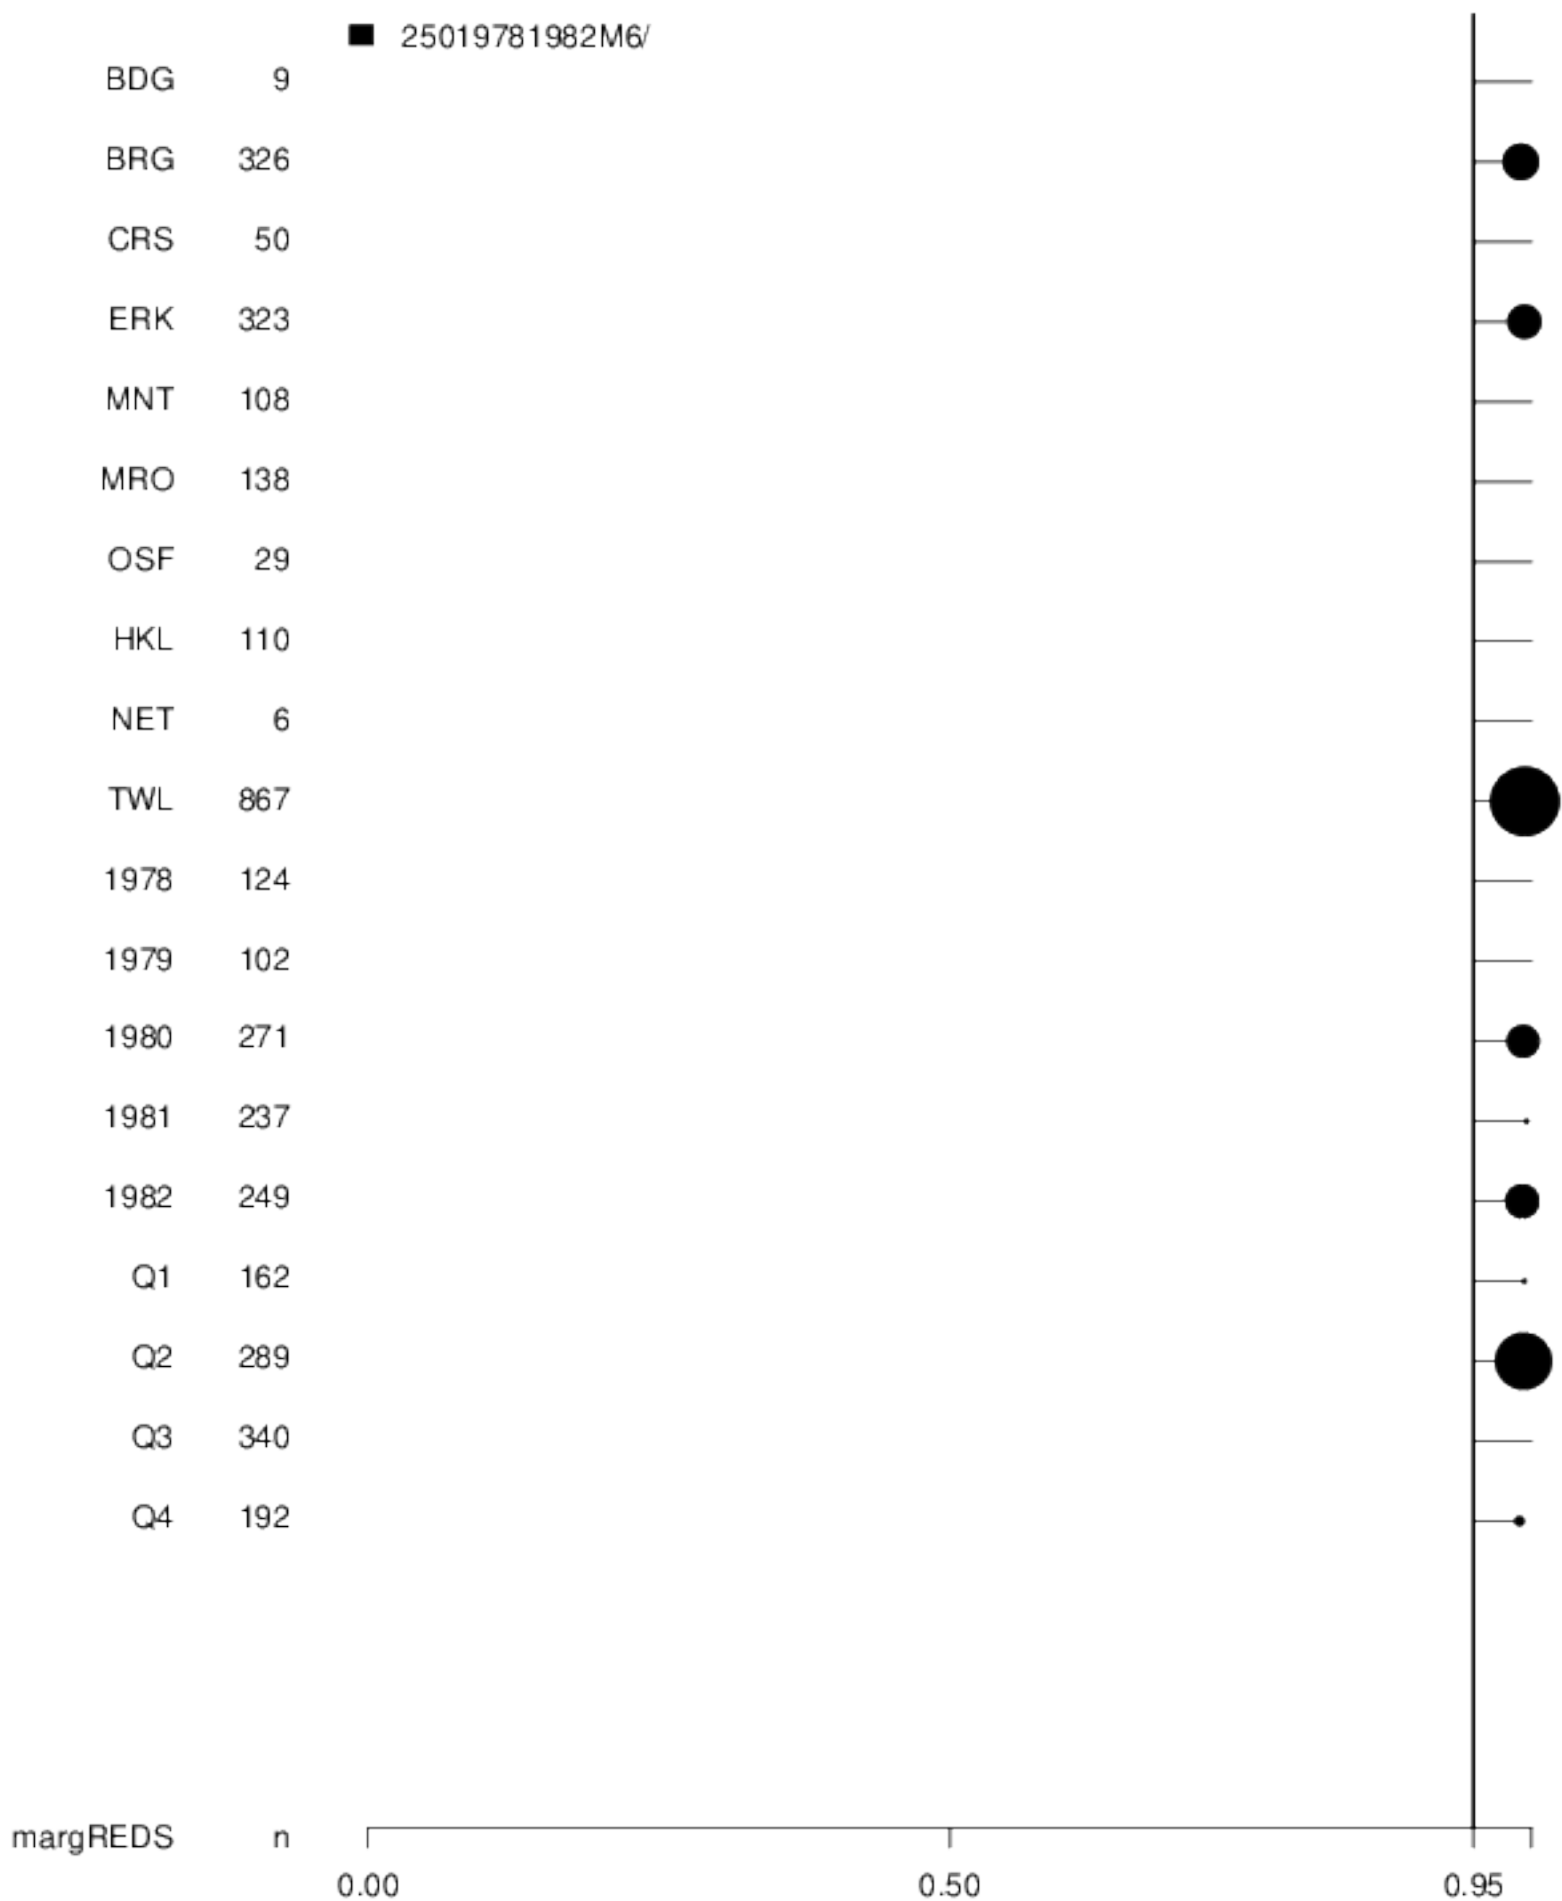 25019781982M6/
BDG 9
BRG 326
CRS 50
ERK 323
MNT 108
MRO 138
OSF 29
HKL 110
NET 6
TWL 867
1978 124
1979 102
1980 271
1981 237
1982 249
Q1 162
Q2 289
Q3 340
Q4 192
margREDS n
0.00 0.50 0.95